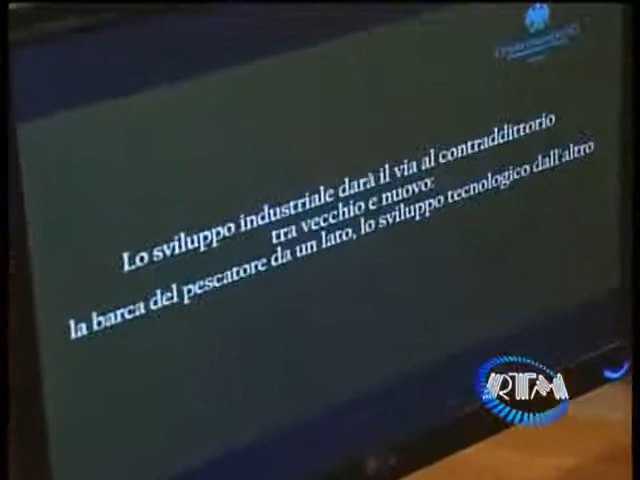 Lo sviluppo industriale darà il via al contraddittorio
tra vecchio e nuovo:
la barca del pescatore da un lato, lo sviluppo tecnologico dall'altro
RTM